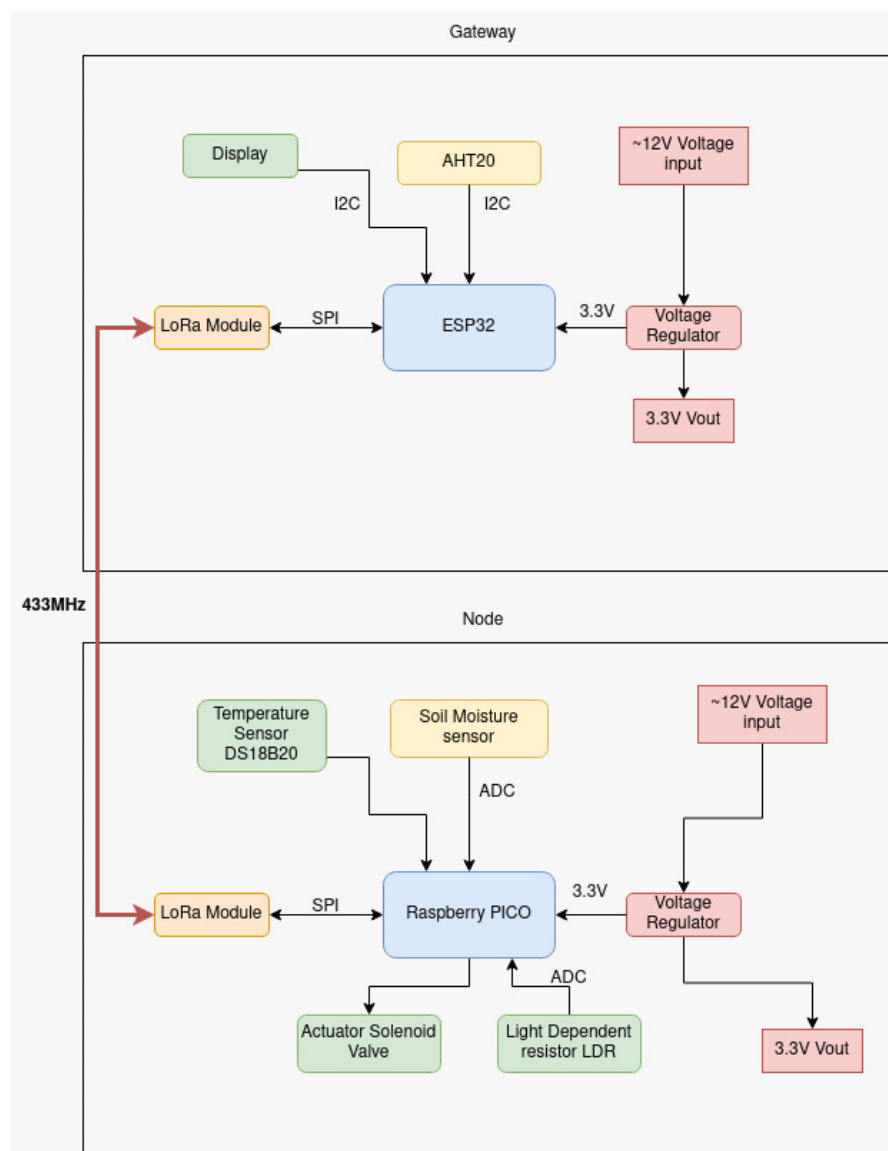 Gateway
Display
AHT20
~12V Voltage
input
I2C
I2C
LoRa Module
SPI
ESP32
3.3V
Voltage
Regulator
3.3V Vout
433MHz
Node
Temperature
Sensor
DS18B20
Soil Moisture
sensor
~12V Voltage
input
ADC
LoRa Module
SPI
Raspberry PICO
3.3V
Voltage
Regulator
ADC
Actuator Solenoid
Valve
Light Dependent
resistor LDR
3.3V Vout